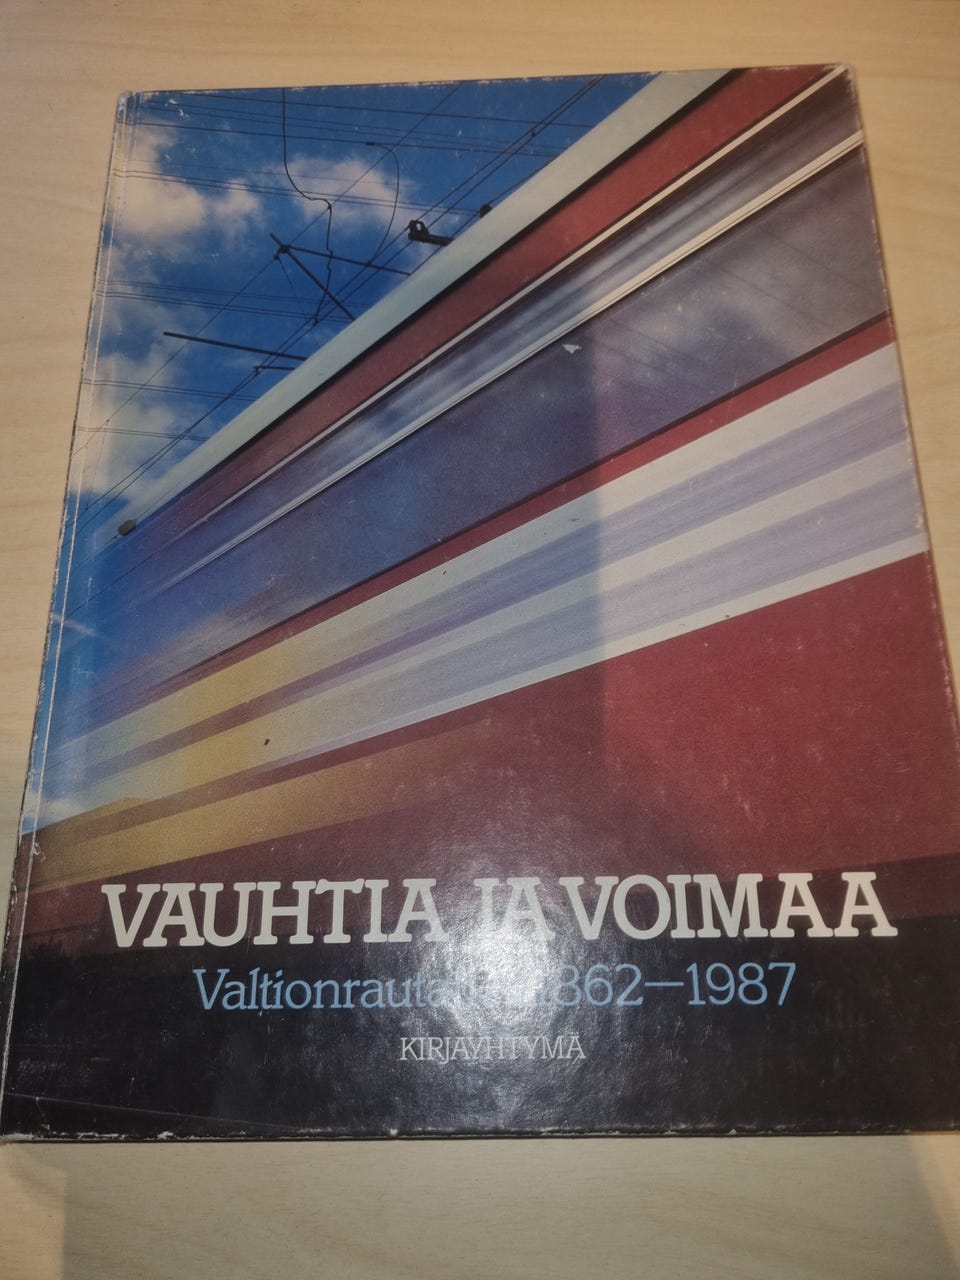 VAUHTIA JA VOIMAA
Valtionrautatiet 1862—1987
KIRJAYHTYMÄ